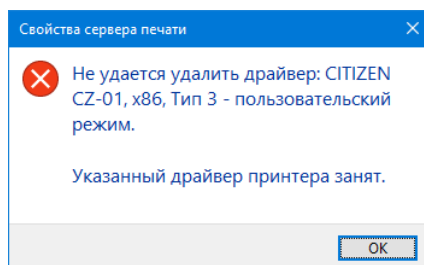 Свойства сервера печати
Не удается удалить драйвер: CITIZEN
CZ-01, x86, Тип 3 - пользовательский
режим.
Указанный драйвер принтера занят.
OK